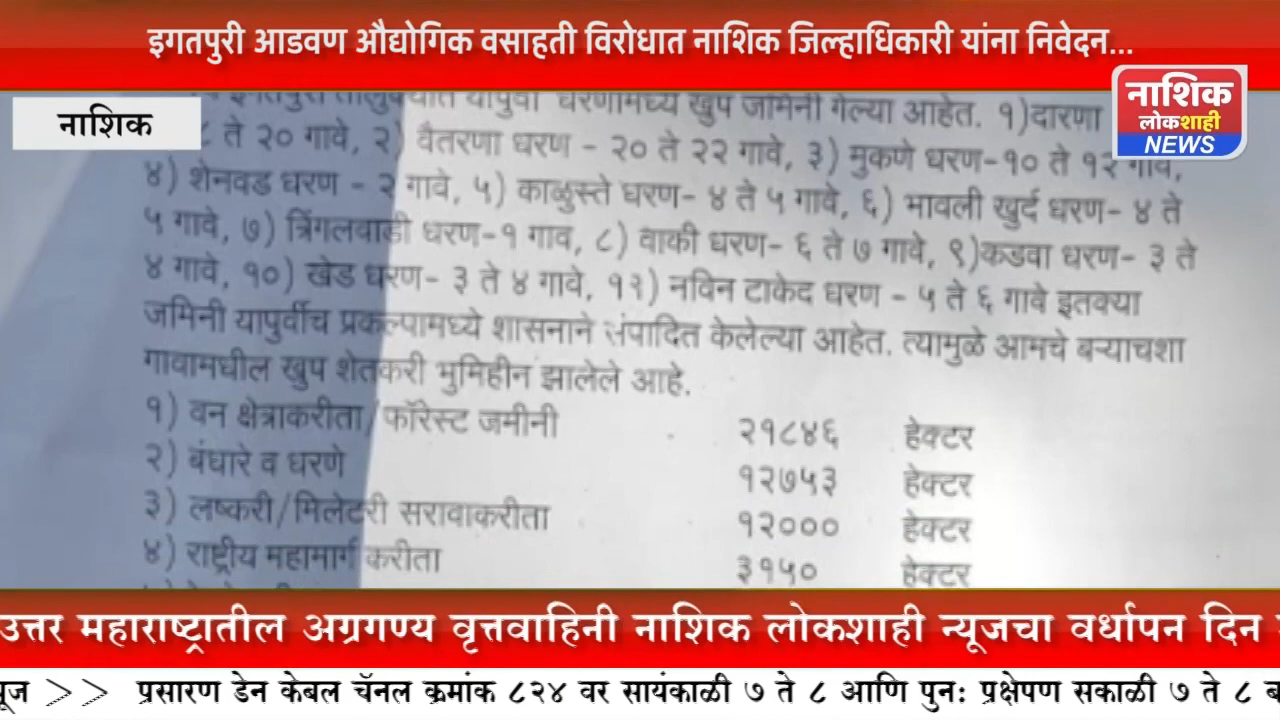 इगतपुरी आडवण औद्योगिक वसाहती विरोधात नाशिक जिल्हाधिकारी यांना निवेदन...
नाशिक
लोकशाही
NEWS
नाशिक
इगतपुरी तालुक्यात यापुर्वी धरणामध्ये खुप जमिनी गेल्या आहेत. १)दारणा
ते २० गावे, २) वैतरणा धरण - २० ते २२ गावे, ३) मुकणे धरण-१० ते १२ गावे,
४) शेनवड धरण - २ गावे, ५) काळुस्ते धरण- ४ ते ५ गावे, ६) भावली खुर्द धरण- ४ ते
५ गावे, ७) त्रिंगलवाडी धरण-१ गाव, ८) वाकी धरण- ६ ते ७ गावे, ९)कडवा धरण- ३ ते
४ गावे, १०) खेड धरण- ३ ते ४ गावे, ११) नविन टाकेद धरण - ५ ते ६ गावे इतक्या
जमिनी यापुर्वीच प्रकल्पामध्ये शासनाने संपादित केलेल्या आहेत. त्यामुळे आमचे बऱ्याचशा
गावामधील खुप शेतकरी भुमिहीन झालेले आहे.
१) वन क्षेत्राकरीता/फॉरेस्ट जमीनी २१८४६ हेक्टर
२) बंधारे व धरणे १२७५३ हेक्टर
३) लष्करी/मिलेटरी सरावाकरीता १२००० हेक्टर
४) राष्ट्रीय महामार्ग करीता ३१५० हेक्टर
उत्तर महाराष्ट्रातील अग्रगण्य वृत्तवाहिनी नाशिक लोकशाही न्यूजचा वर्धापन दिन
यूज >> प्रसारण डेन केबल चॅनल क्रमांक ८२४ वर सायंकाळी ७ ते ८ आणि पुनः प्रक्षेपण सकाळी ७ ते ८ ब